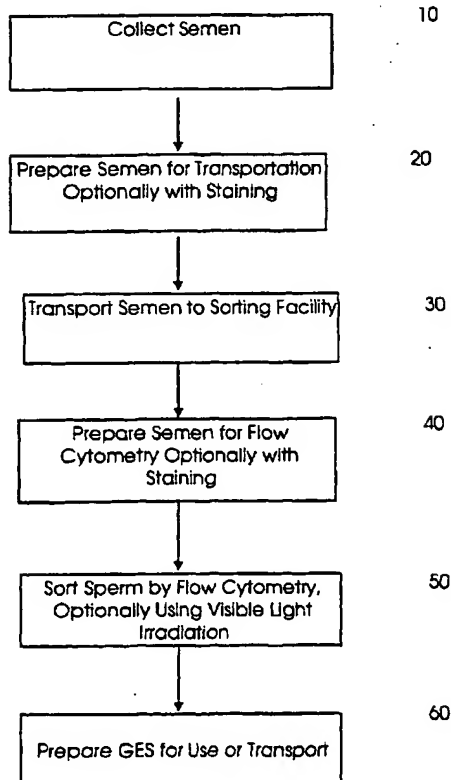 Collect Semen
10
Prepare Semen for Transportation
Optionally with Staining
20
Transport Semen to Sorting Facility
30
Prepare Semen for Flow
Cytometry Optionally with
Staining
40
Sort Sperm by Flow Cytometry,
Optionally Using Visible Light
Irradiation
50
Prepare GES for Use or Transport
60